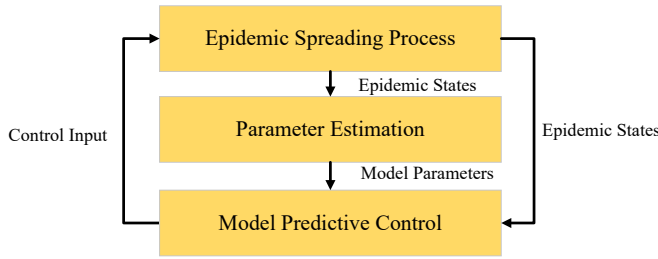 Epidemic Spreading Process
Epidemic States
Control Input
Parameter Estimation
Epidemic States
Model Parameters
Model Predictive Control